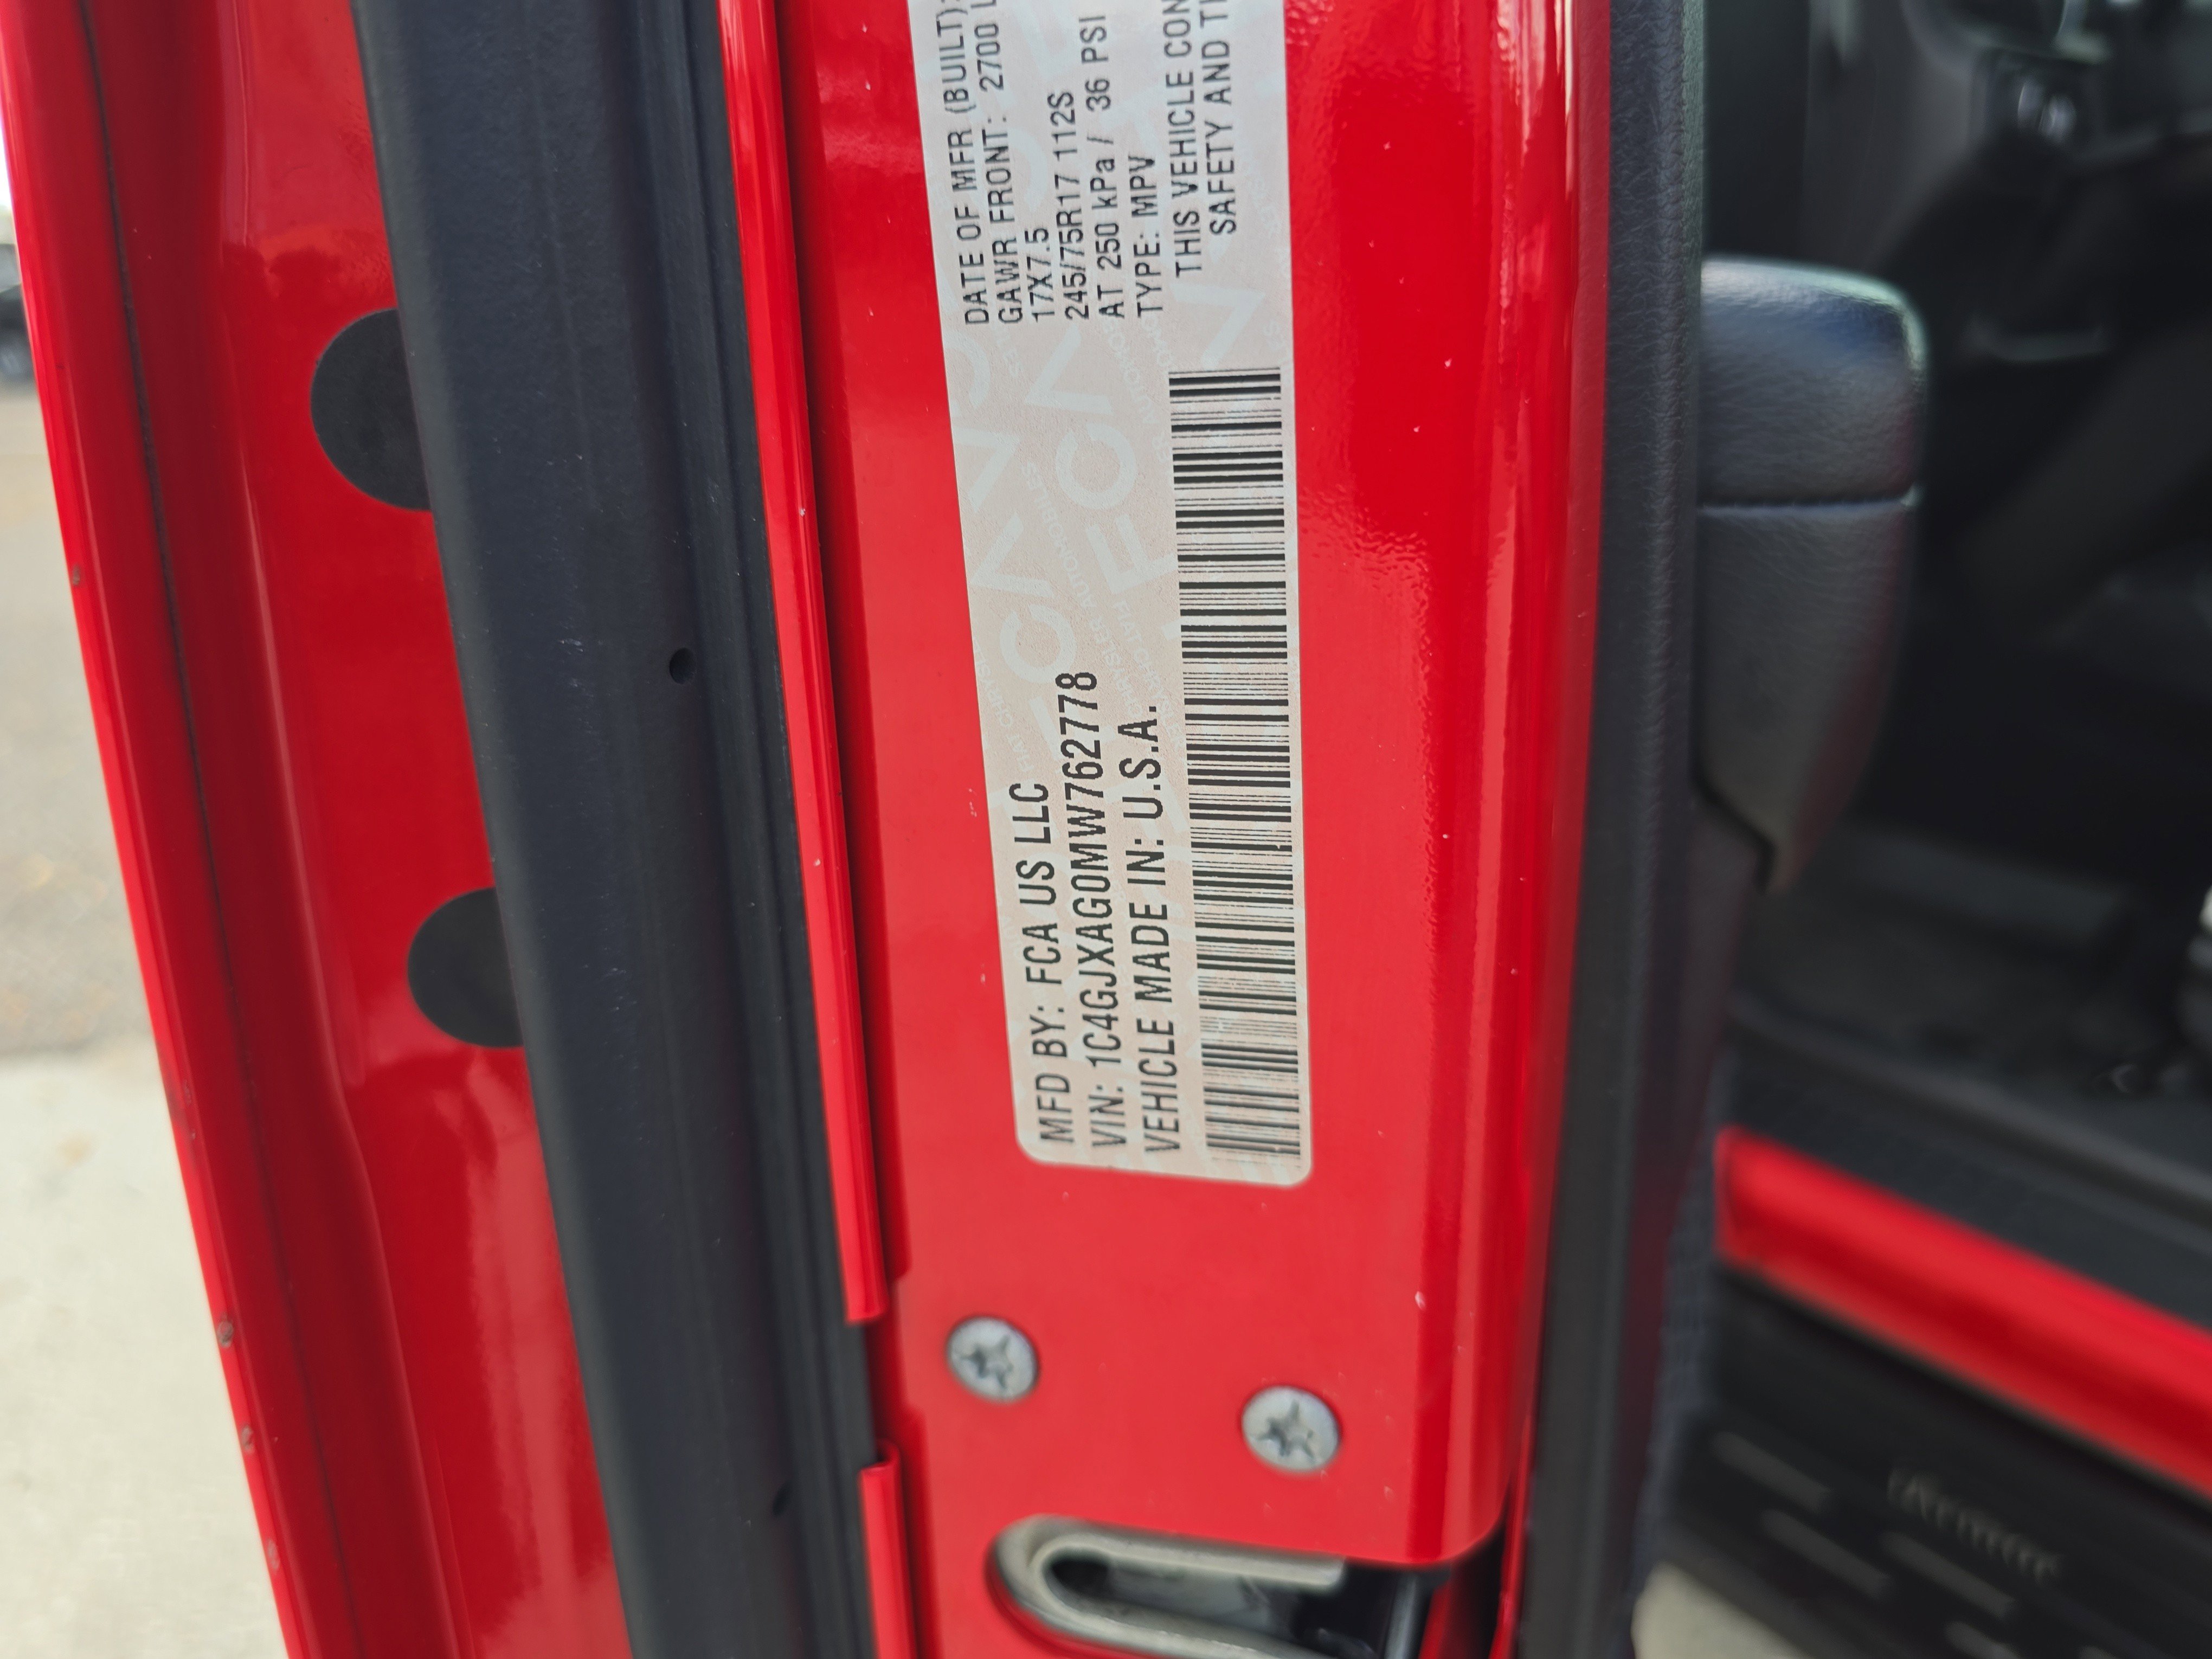 MFD BY: FCA US LLC
VIN: 1C4GJXAG0MW762778
VEHICLE MADE IN: U.S.A.
DATE OF MFR (BUILT):
GAWR FRONT: 2700 L
17X7.5
245/75R17 112S
AT 250 kPa / 36 PSI
TYPE: MPV
THIS VEHICLE CON
SAFETY AND T